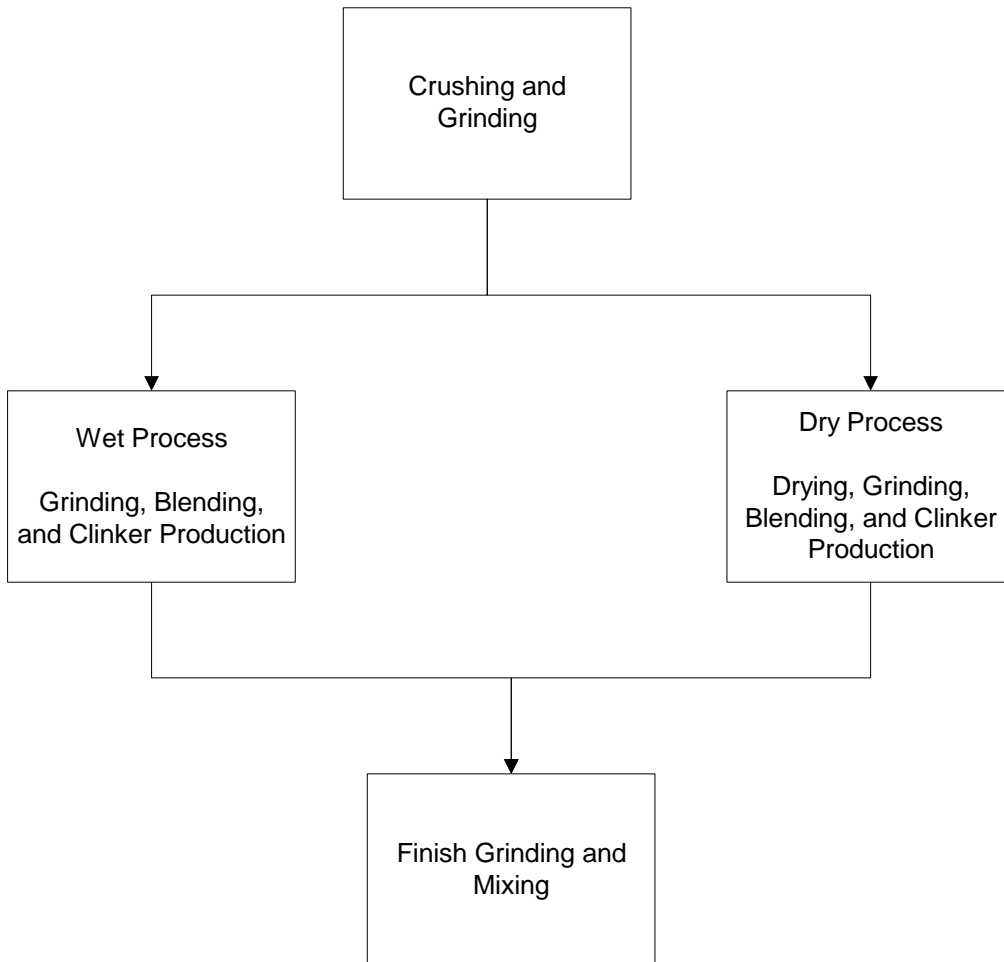 Crushing and
Grinding
Wet Process
Grinding, Blending,
and Clinker Production
Dry Process
Drying, Grinding,
Blending, and Clinker
Production
Finish Grinding and
Mixing